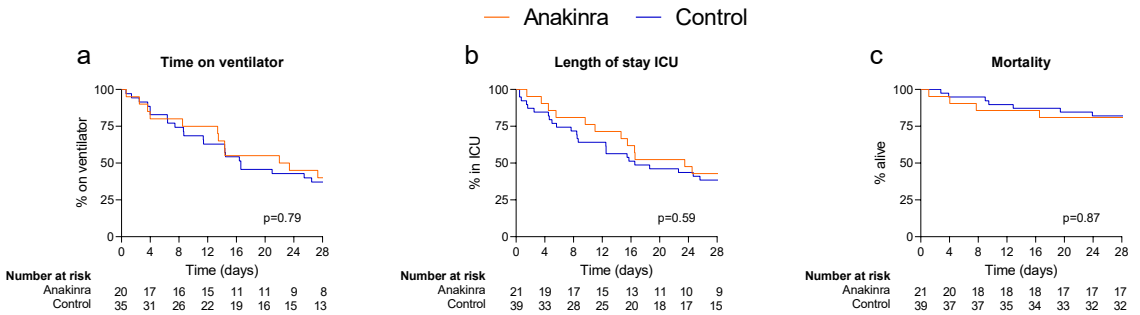 Anakinra Control
a Time on ventilator
% on ventilator
100
75
50
25
0
p=0.79
0 4 8 12 16 20 24 28
Time (days)
Number at risk
Anakinra 20 17 16 15 11 11 9 8
Control 35 31 26 22 19 16 15 13
b Length of stay ICU
% in ICU
100
75
50
25
0
p=0.59
0 4 8 12 16 20 24 28
Time (days)
Number at risk
Anakinra 21 19 17 15 13 11 10 9
Control 39 33 28 25 20 18 17 15
c Mortality
% alive
100
75
50
25
0
p=0.87
0 4 8 12 16 20 24 28
Time (days)
Number at risk
Anakinra 21 20 18 18 18 17 17 17
Control 39 37 37 35 34 33 32 32